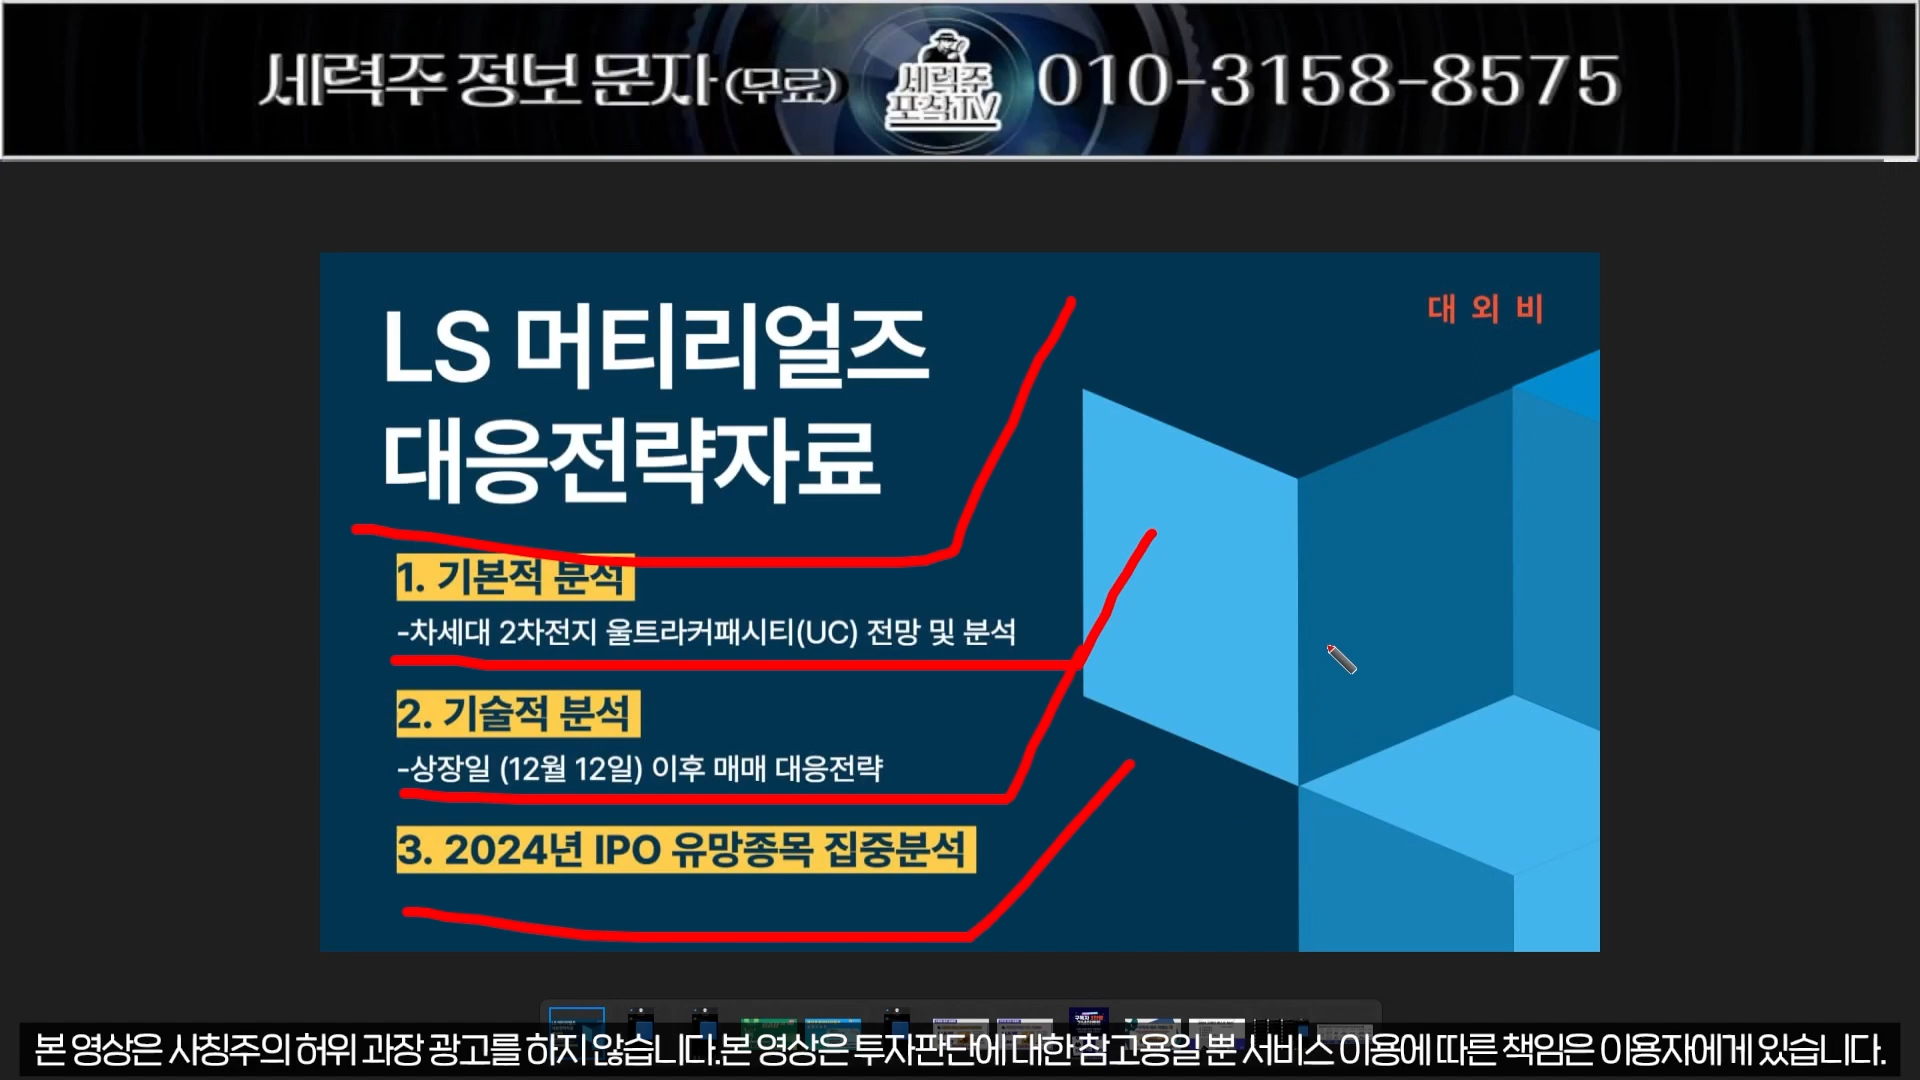 세력주 정보 문자 (무료) 세력주 포착TV 010-3158-8575
대외비
LS 머티리얼즈
대응전략자료
1. 기본적 분석
-차세대 2차전지 울트라커패시티(UC) 전망 및 분석
2. 기술적 분석
-상장일 (12월 12일) 이후 매매 대응전략
3. 2024년 IPO 유망종목 집중분석
본 영상은 사칭주의 허위 과장 광고를 하지 않습니다.본 영상은 투자판단에 대한 참고용일 뿐 서비스 이용에 따른 책임은 이용자에게 있습니다.